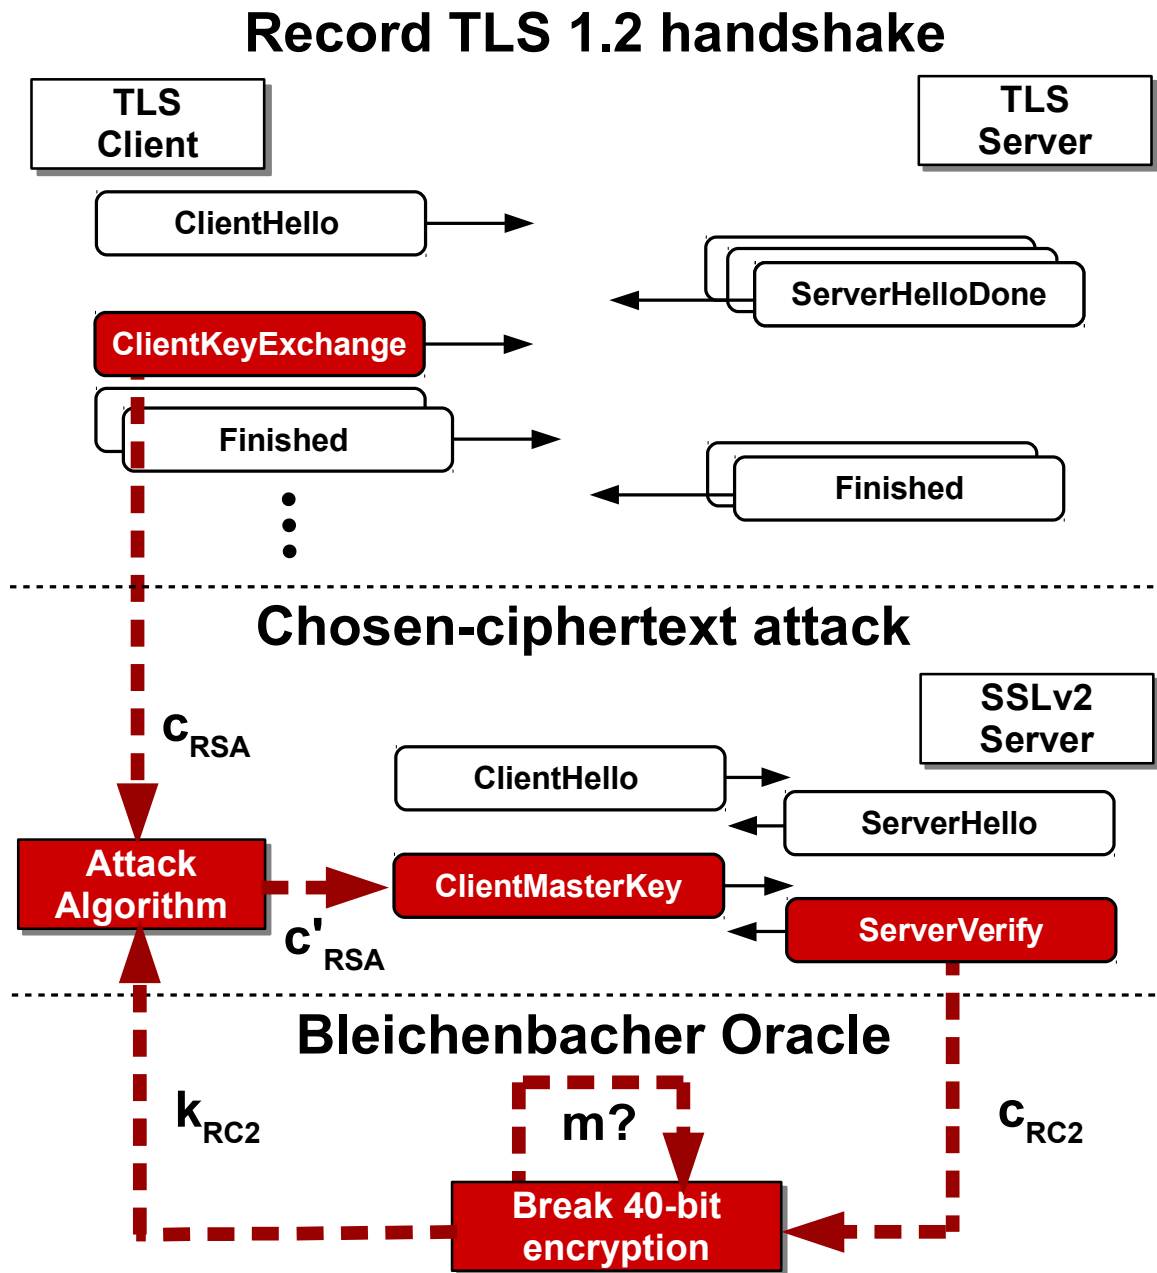 Record TLS 1.2 handshake
TLS
Client
TLS
Server
ClientHello
ServerHelloDone
ClientKeyExchange
Finished
Finished
Chosen-ciphertext attack
cRSA
SSLv2
Server
ClientHello
ServerHello
Attack
Algorithm
c'RSA
ClientMasterKey
ServerVerify
Bleichenbacher Oracle
kRC2
m?
cRC2
Break 40-bit
encryption